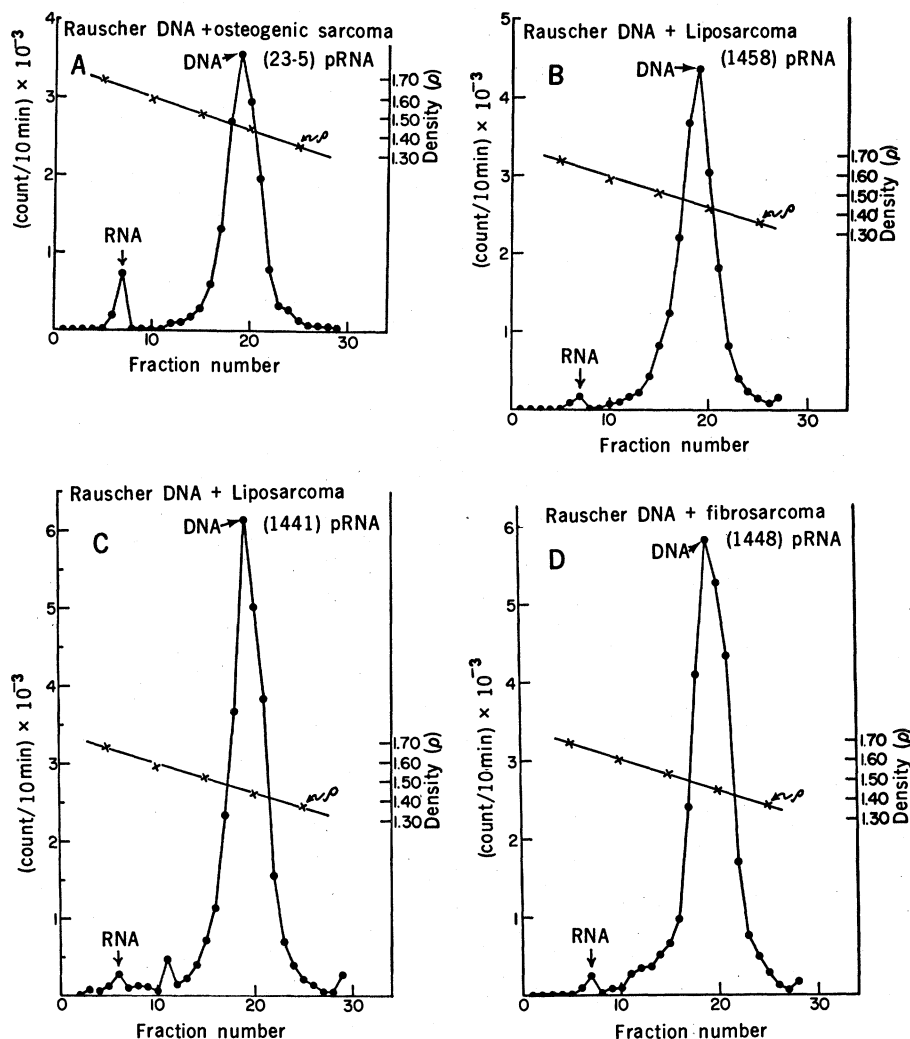 Rauscher DNA + osteogenic sarcoma
(23-5) pRNA
A
DNA
RNA
ρ
(count/10 min) × 10⁻³
3
2
1
0
10
20
30
Fraction number
1.70
1.60
1.50
1.40
1.30
Density (ρ)
Rauscher DNA + Liposarcoma
(1458) pRNA
B
DNA
RNA
ρ
(count/10 min) × 10⁻³
5
4
3
2
1
0
10
20
30
Fraction number
1.70
1.60
1.50
1.40
1.30
Density (ρ)
Rauscher DNA + Liposarcoma
(1441) pRNA
C
DNA
RNA
ρ
(count/10 min) × 10⁻³
6
5
4
3
2
1
0
10
20
30
Fraction number
1.70
1.60
1.50
1.40
1.30
Density (ρ)
Rauscher DNA + fibrosarcoma
(1448) pRNA
D
DNA
RNA
ρ
(count/10 min) × 10⁻³
6
5
4
3
2
1
0
10
20
30
Fraction number
1.70
1.60
1.50
1.40
1.30
Density (ρ)